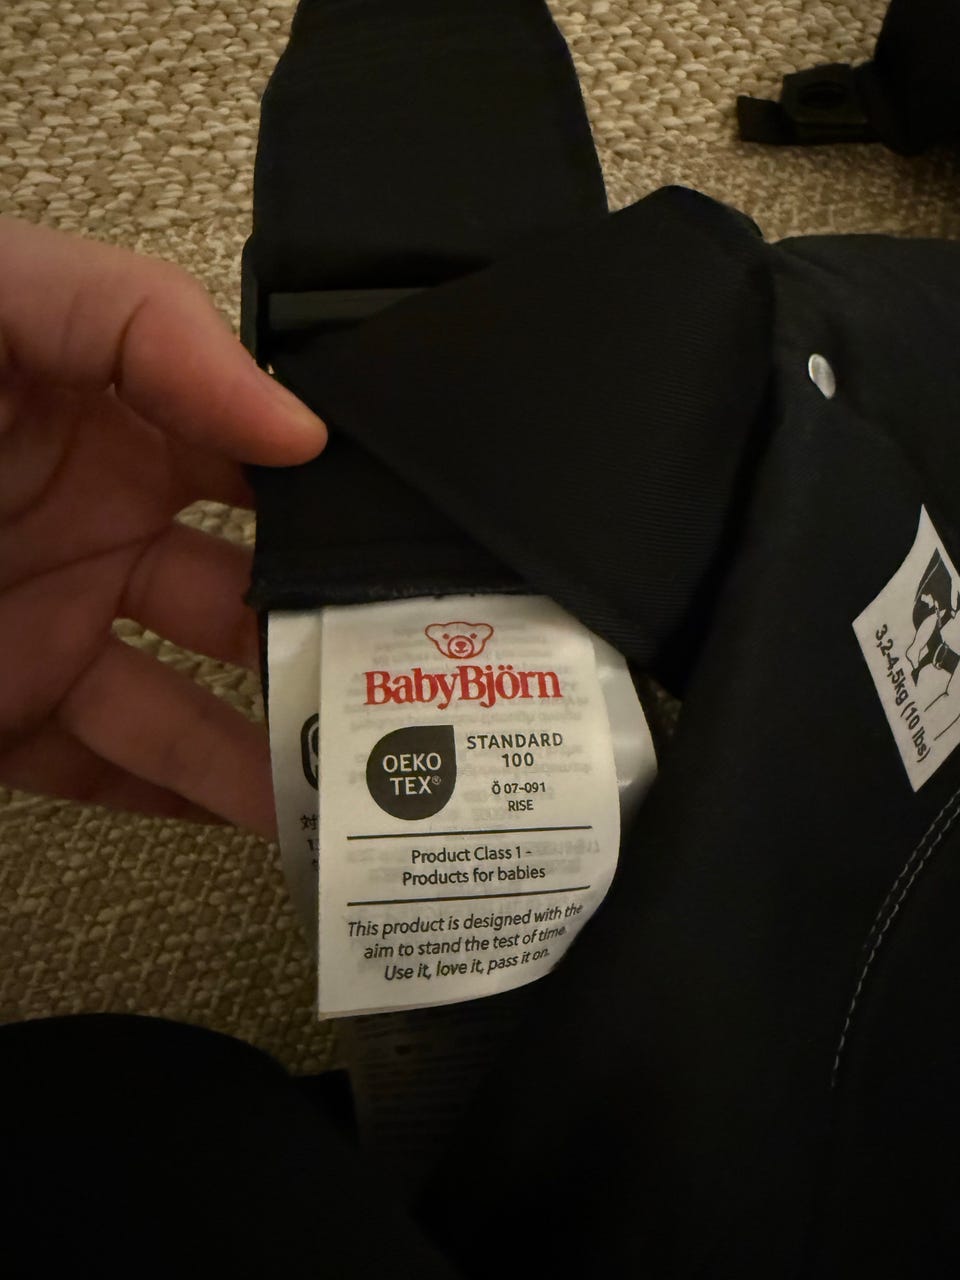 BabyBjörn
OEKO
TEX®
STANDARD
100
Ö 07-091
RISE
Product Class 1 -
Products for babies
This product is designed with the
aim to stand the test of time.
Use it, love it, pass it on.
3,2-4,5kg (10 lbs)
対